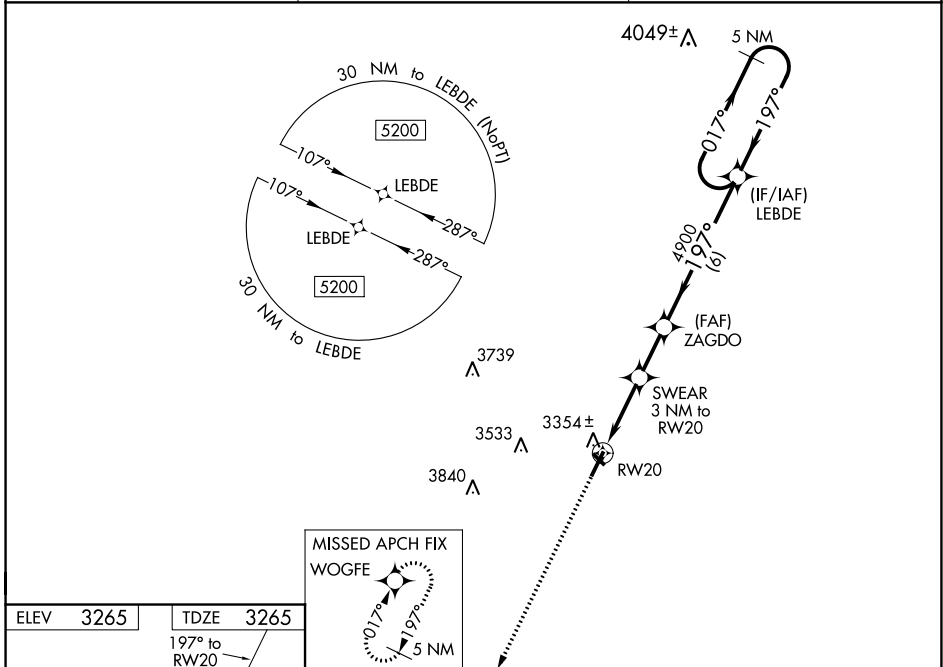 4049±
5 NM
30 NM to LEBDE (NoPT)
5200
107°
LEBDE
287°
107°
LEBDE
287°
5200
30 NM to LEBDE
017°
197°
(IF/IAF)
LEBDE
4900
197°
(6)
(FAF)
ZAGDO
SWEAR
3 NM to
RW20
3739
3533
3354±
3840
RW20
MISSED APCH FIX
WOGFE
017°
197°
5 NM
ELEV 3265
TDZE 3265
197° to
RW20